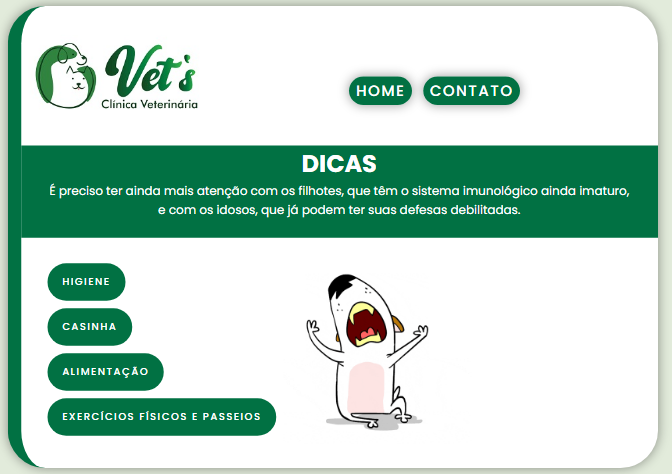 Vet's
Clínica Veterinária
HOME
CONTATO
DICAS
É preciso ter ainda mais atenção com os filhotes, que têm o sistema imunológico ainda imaturo,
e com os idosos, que já podem ter suas defesas debilitadas.
HIGIENE
CASINHA
ALIMENTAÇÃO
EXERCÍCIOS FÍSICOS E PASSEIOS